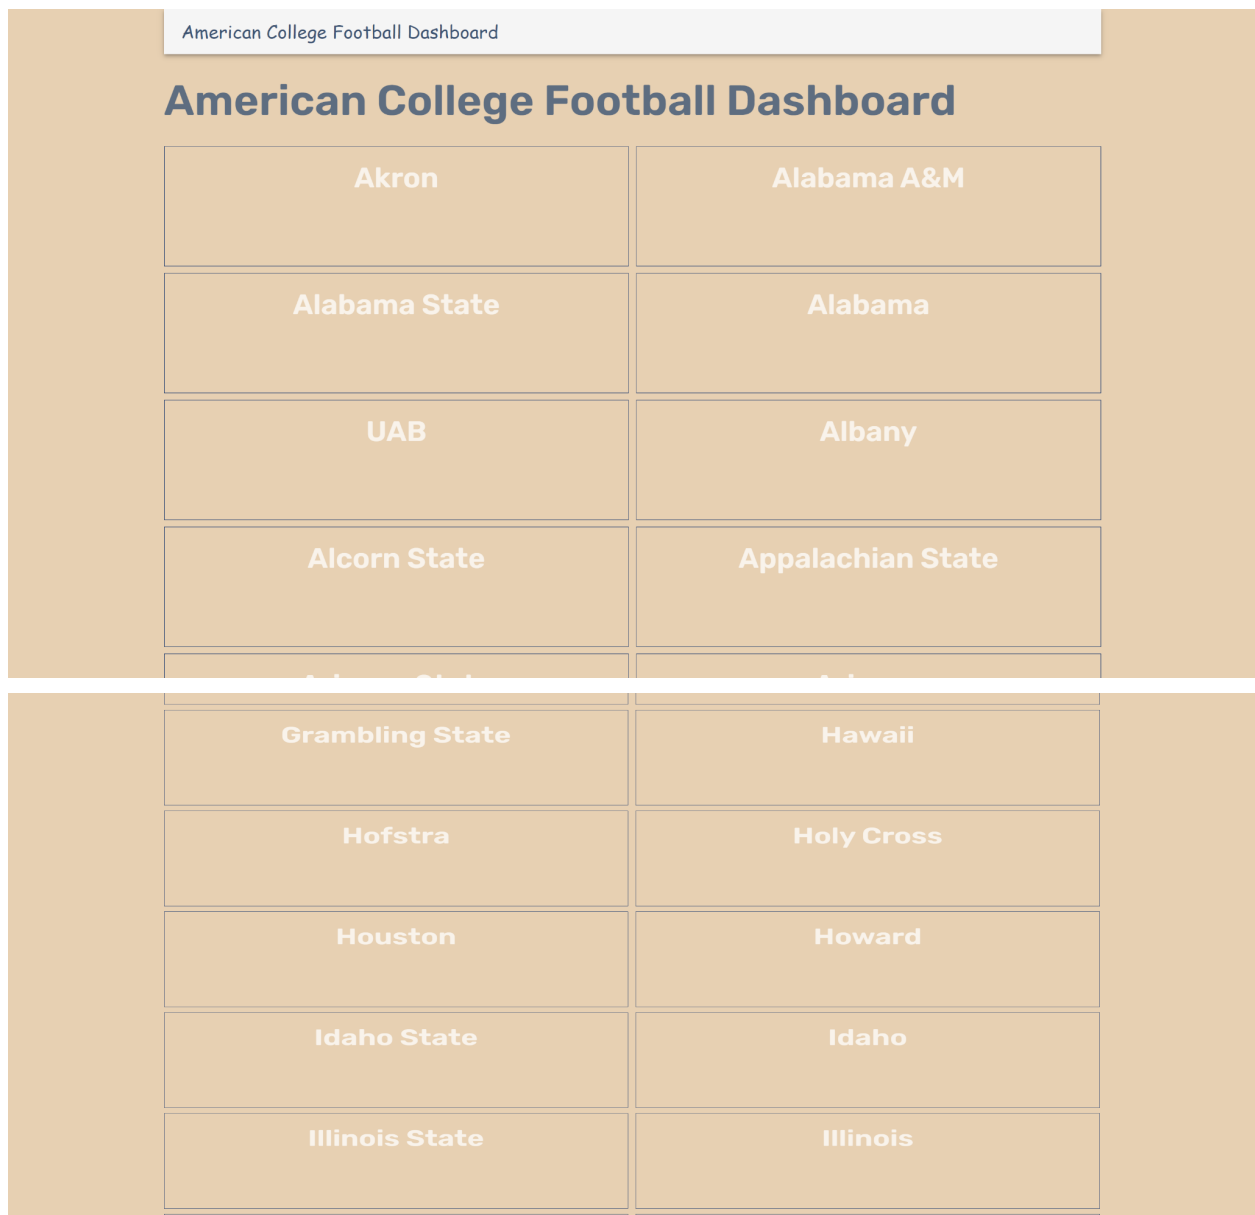 American College Football Dashboard
American College Football Dashboard
Akron
Alabama A&M
Alabama State
Alabama
UAB
Albany
Alcorn State
Appalachian State
Grambling State
Hawaii
Hofstra
Holy Cross
Houston
Howard
Idaho State
Idaho
Illinois State
Illinois